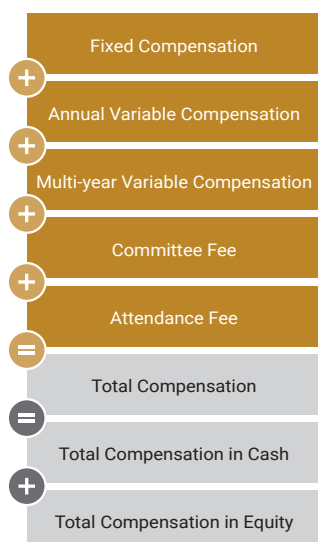 Fixed Compensation
+
Annual Variable Compensation
+
Multi-year Variable Compensation
+
Committee Fee
+
Attendance Fee
=
Total Compensation
=
Total Compensation in Cash
+
Total Compensation in Equity